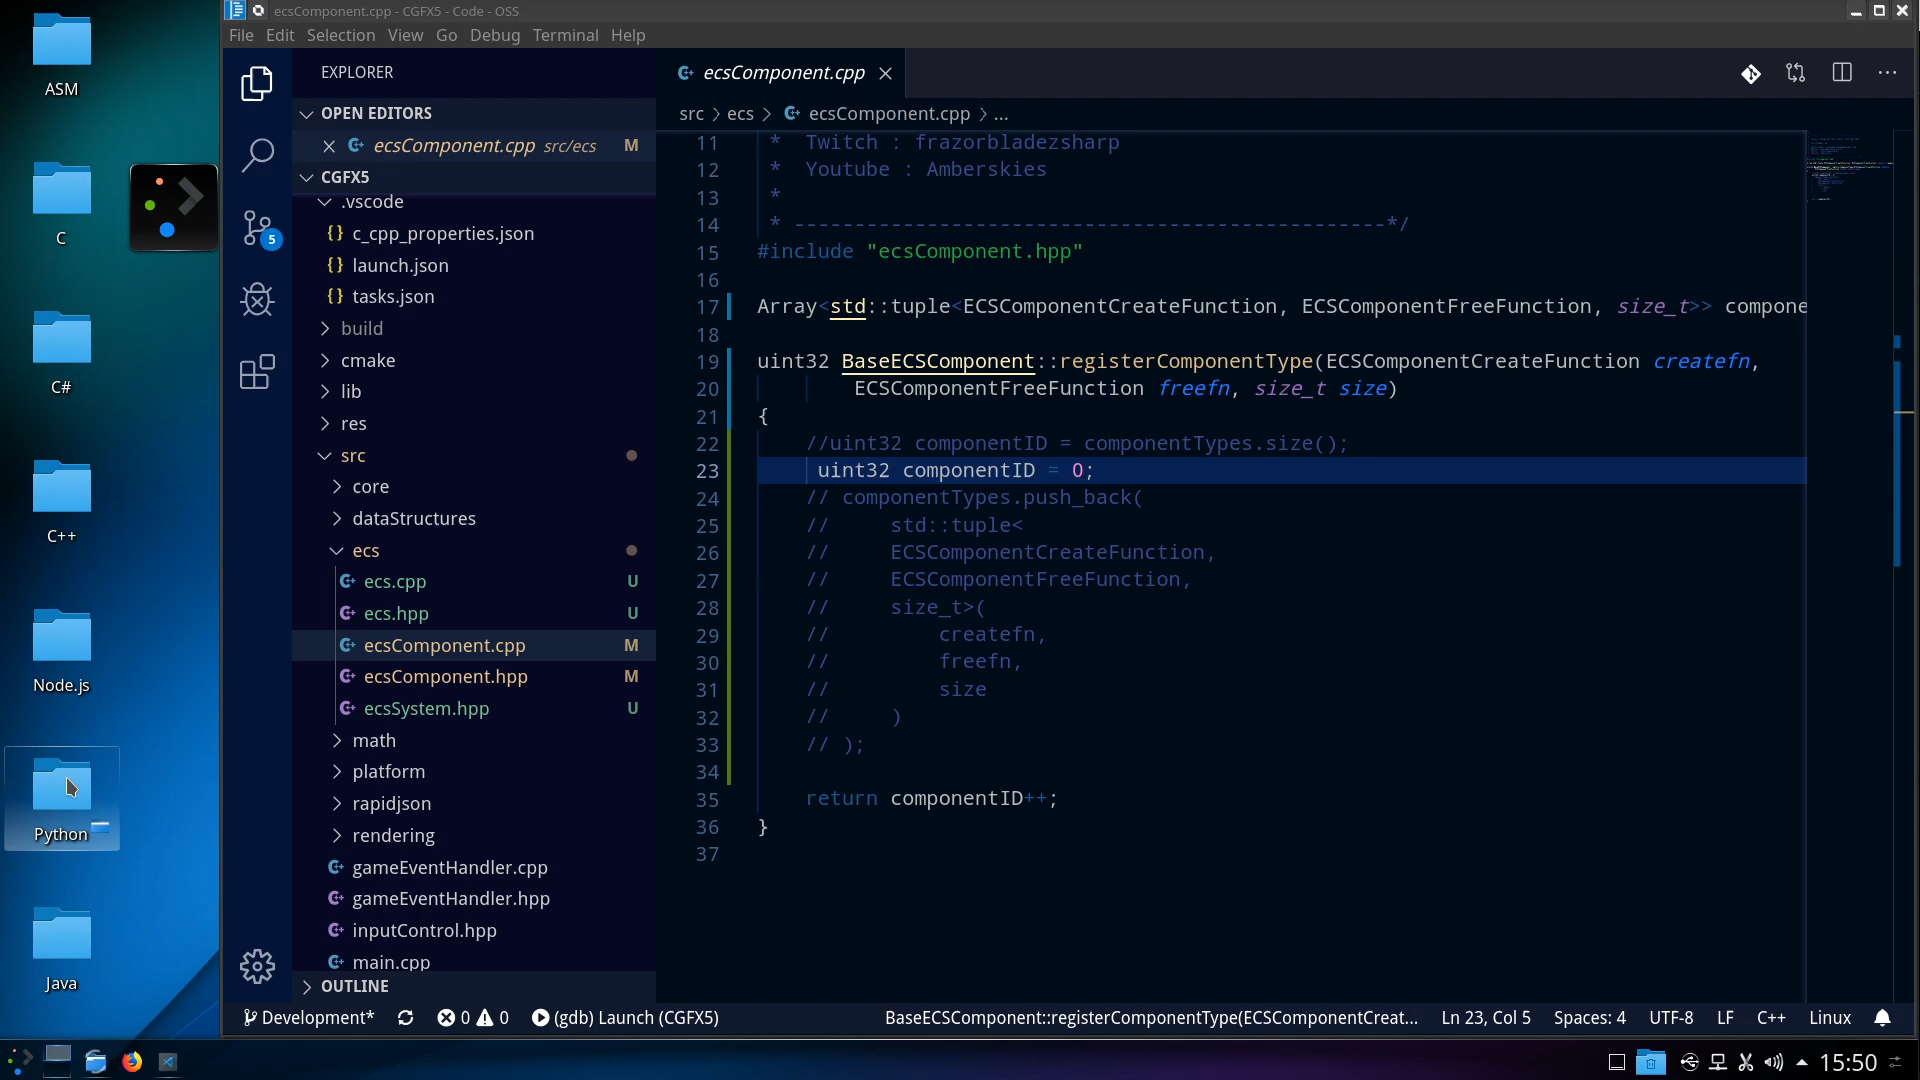 ecsComponent.cpp - CGFX5 - Code - OSS
File Edit Selection View Go Debug Terminal Help
ASM
C
C#
C++
Node.js
Python
Java
EXPLORER
OPEN EDITORS
ecsComponent.cpp src/ecs M
CGFX5
.vscode
c_cpp_properties.json
launch.json
tasks.json
build
cmake
lib
res
src
core
dataStructures
ecs
ecs.cpp U
ecs.hpp U
ecsComponent.cpp M
ecsComponent.hpp M
ecsSystem.hpp U
math
platform
rapidjson
rendering
gameEventHandler.cpp
gameEventHandler.hpp
inputControl.hpp
main.cpp
OUTLINE
5
ecsComponent.cpp
src > ecs > ecsComponent.cpp > ...
11 * Twitch : frazorbladezsharp
12 * Youtube : Amberskies
13 *
14 * -------------------------------------------------*/
15 #include "ecsComponent.hpp"
16
17 Array<std::tuple<ECSComponentCreateFunction, ECSComponentFreeFunction, size_t>> compone
18
19 uint32 BaseECSComponent::registerComponentType(ECSComponentCreateFunction createfn,
20 ECSComponentFreeFunction freefn, size_t size)
21 {
22 //uint32 componentID = componentTypes.size();
23 uint32 componentID = 0;
24 // componentTypes.push_back(
25 // std::tuple<
26 // ECSComponentCreateFunction,
27 // ECSComponentFreeFunction,
28 // size_t>(
29 // createfn,
30 // freefn,
31 // size
32 // )
33 // );
34
35 return componentID++;
36 }
37
Development* 0 0 (gdb) Launch (CGFX5) BaseECSComponent::registerComponentType(ECSComponentCreat... Ln 23, Col 5 Spaces: 4 UTF-8 LF C++ Linux
15:50